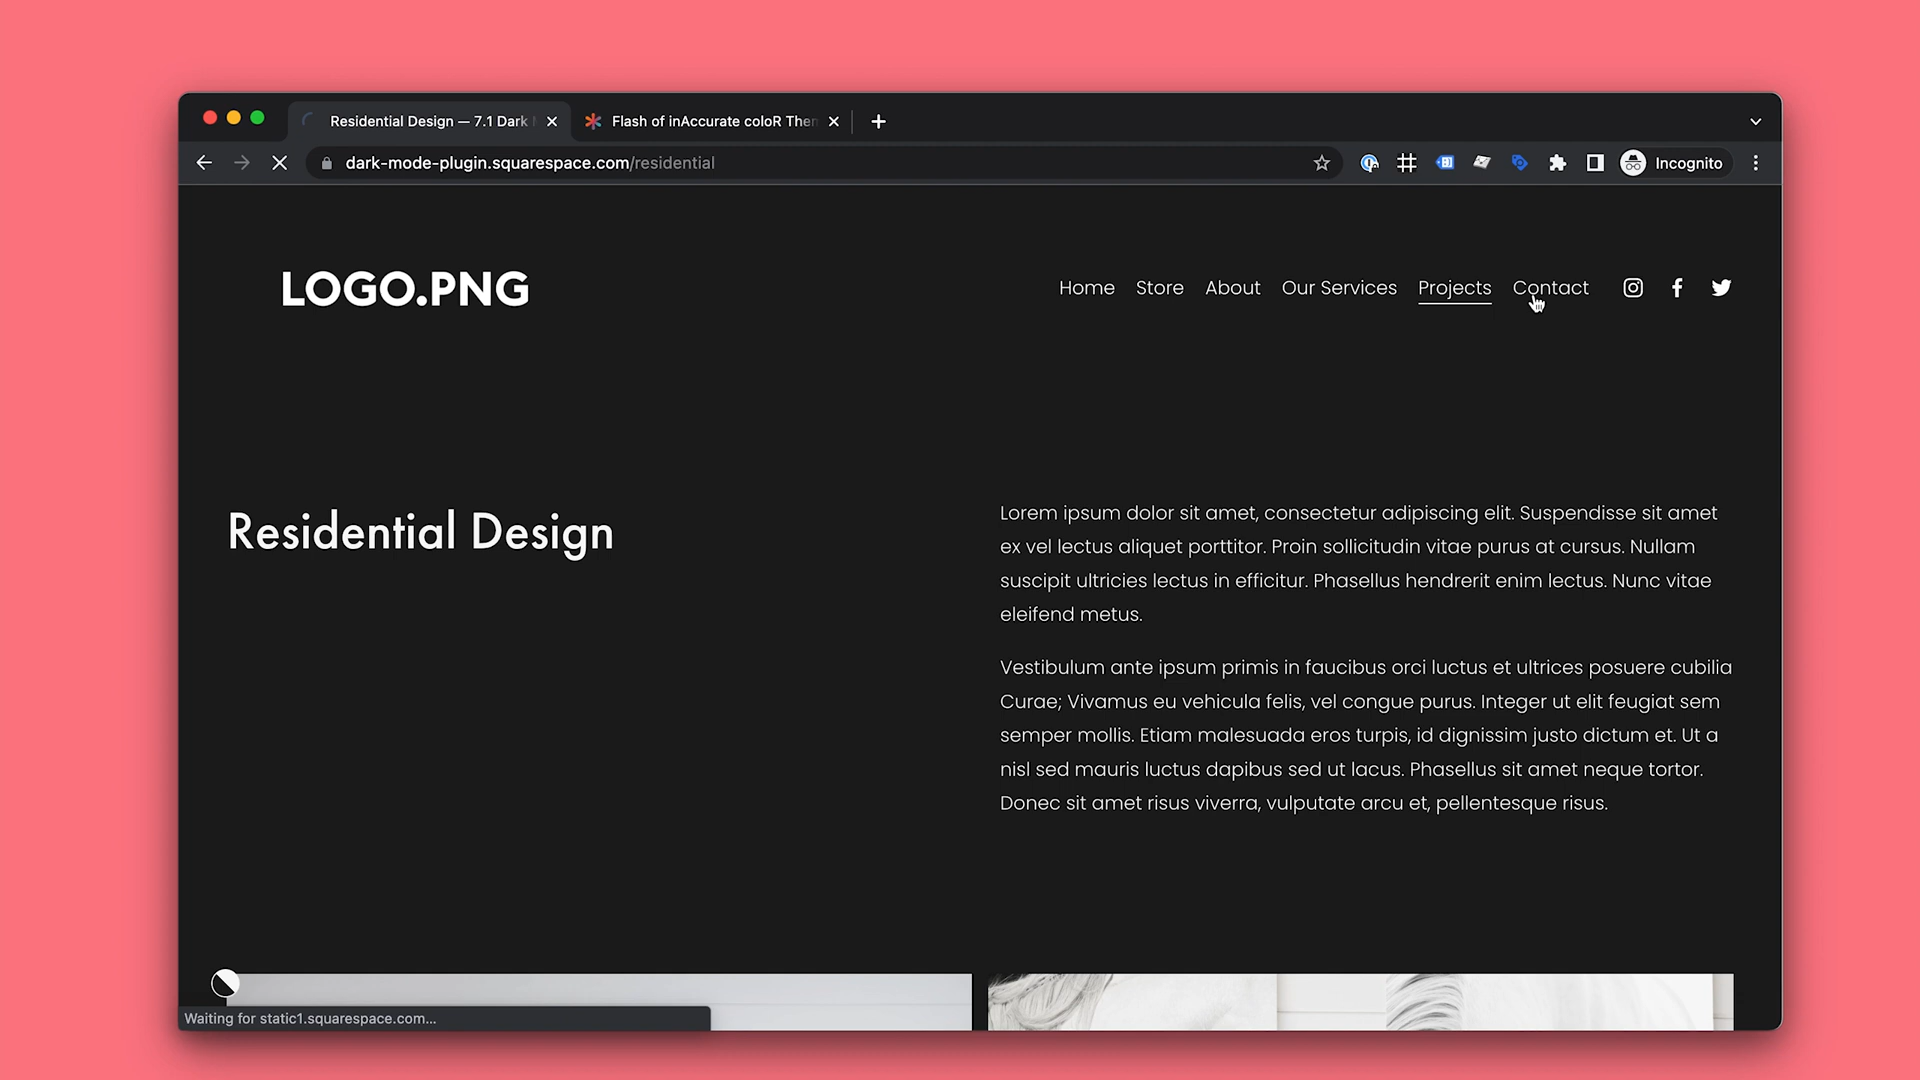 Residential Design — 7.1 Dark
Flash of inAccurate coloR Them
dark-mode-plugin.squarespace.com/residential
Incognito
LOGO.PNG
Home Store About Our Services Projects Contact
Residential Design
Lorem ipsum dolor sit amet, consectetur adipiscing elit. Suspendisse sit amet
ex vel lectus aliquet porttitor. Proin sollicitudin vitae purus at cursus. Nullam
suscipit ultricies lectus in efficitur. Phasellus hendrerit enim lectus. Nunc vitae
eleifend metus.
Vestibulum ante ipsum primis in faucibus orci luctus et ultrices posuere cubilia
Curae; Vivamus eu vehicula felis, vel congue purus. Integer ut elit feugiat sem
semper mollis. Etiam malesuada eros turpis, id dignissim justo dictum et. Ut a
nisl sed mauris luctus dapibus sed ut lacus. Phasellus sit amet neque tortor.
Donec sit amet risus viverra, vulputate arcu et, pellentesque risus.
Waiting for static1.squarespace.com...